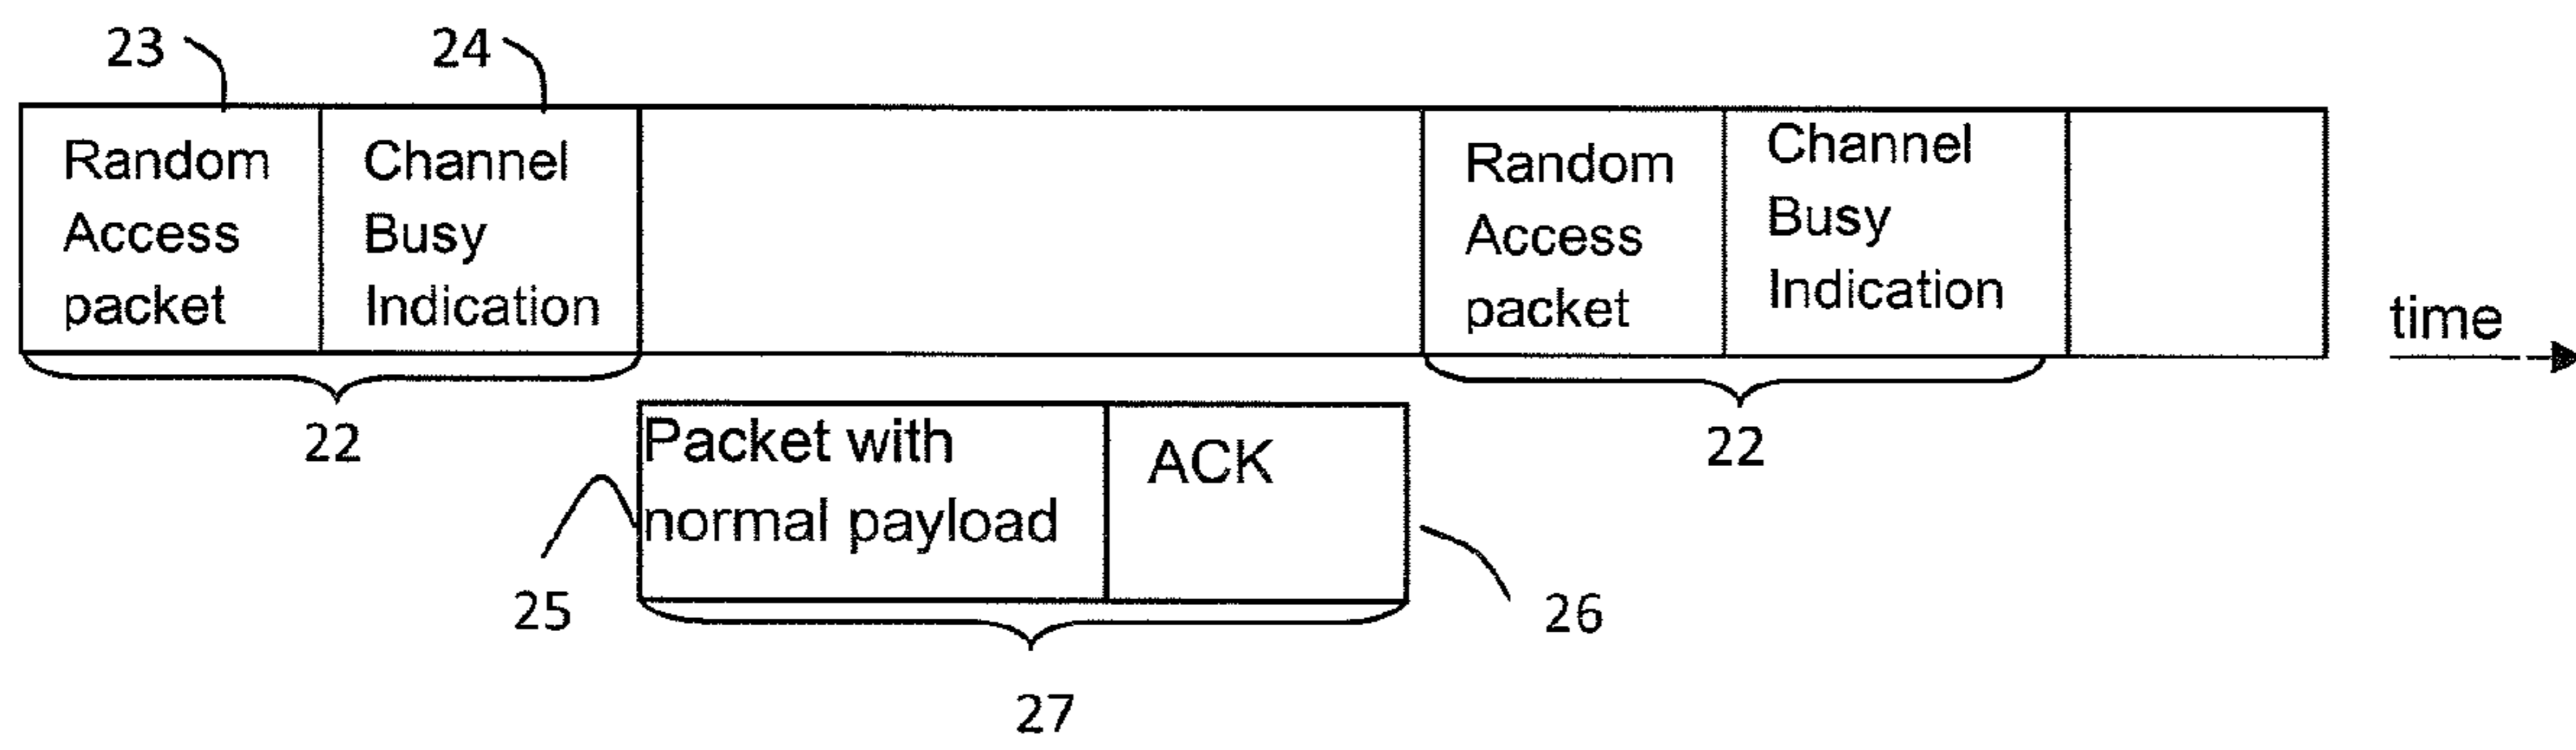 23
24
Random
Access
packet
Channel
Busy
Indication
Random
Access
packet
Channel
Busy
Indication
time
22
22
Packet with
normal payload
ACK
25
26
27